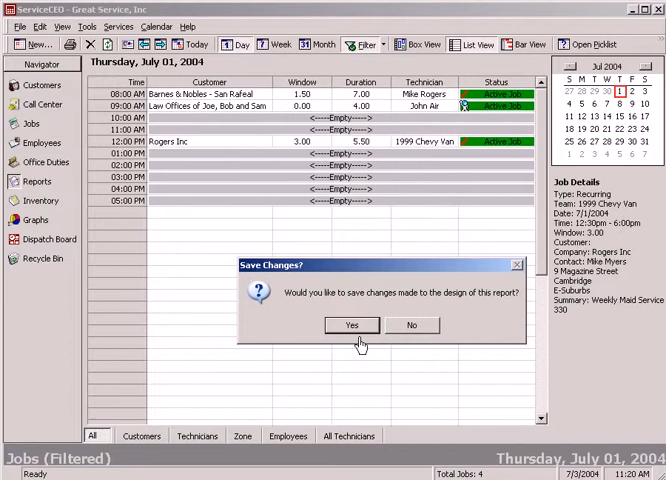 ServiceCEO - Great Service, Inc.
File Edit View Tools Services Calendar Help
New... Today Day Week Month Filter Box View List View Bar View Open Picklist
Navigator
Customers
Call Center
Jobs
Employees
Office Duties
Reports
Inventory
Graphs
Dispatch Board
Recycle Bin
Thursday, July 01, 2004
Time Customer Window Duration Technician Status
08:00 AM Barnes & Nobles - San Rafeal 1.50 7.00 Mike Rogers Active Job
09:00 AM Law Offices of Joe, Bob and Sam 0.00 4.00 John Air Active Job
10:00 AM <-----Empty----->
11:00 AM <-----Empty----->
12:00 PM Rogers Inc 3.00 5.50 1999 Chevy Van Active Job
01:00 PM <-----Empty----->
02:00 PM <-----Empty----->
03:00 PM <-----Empty----->
04:00 PM <-----Empty----->
05:00 PM <-----Empty----->
Save Changes?
Would you like to save changes made to the design of this report?
Yes No
Jul 2004
S M T W T F S
27 28 29 30 1 2 3
4 5 6 7 8 9 10
11 12 13 14 15 16 17
18 19 20 21 22 23 24
25 26 27 28 29 30 31
1 2 3 4 5 6 7
Job Details
Type: Recurring
Team: 1999 Chevy Van
Date: 7/1/2004
Time: 12:30pm - 6:00pm
Window: 3.00
Customer:
Company: Rogers Inc
Contact: Mike Myers
9 Magazine Street
Cambridge
E-Suburbs
Summary: Weekly Maid Service
330
All Customers Technicians Zone Employees All Technicians
Jobs (Filtered) Thursday, July 01, 2004
Ready Total Jobs: 4 7/3/2004 11:20 AM